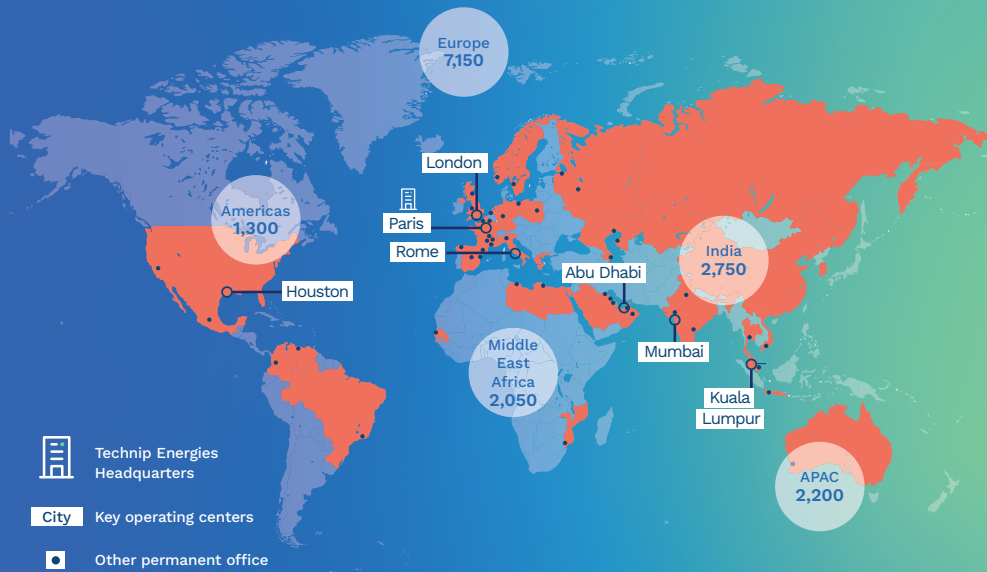 Europe
7,150
London
Americas
1,300
Paris
Rome
India
2,750
Abu Dhabi
Houston
Middle
East
Africa
2,050
Mumbai
Kuala
Lumpur
APAC
2,200
Technip Energies
Headquarters
City Key operating centers
Other permanent office